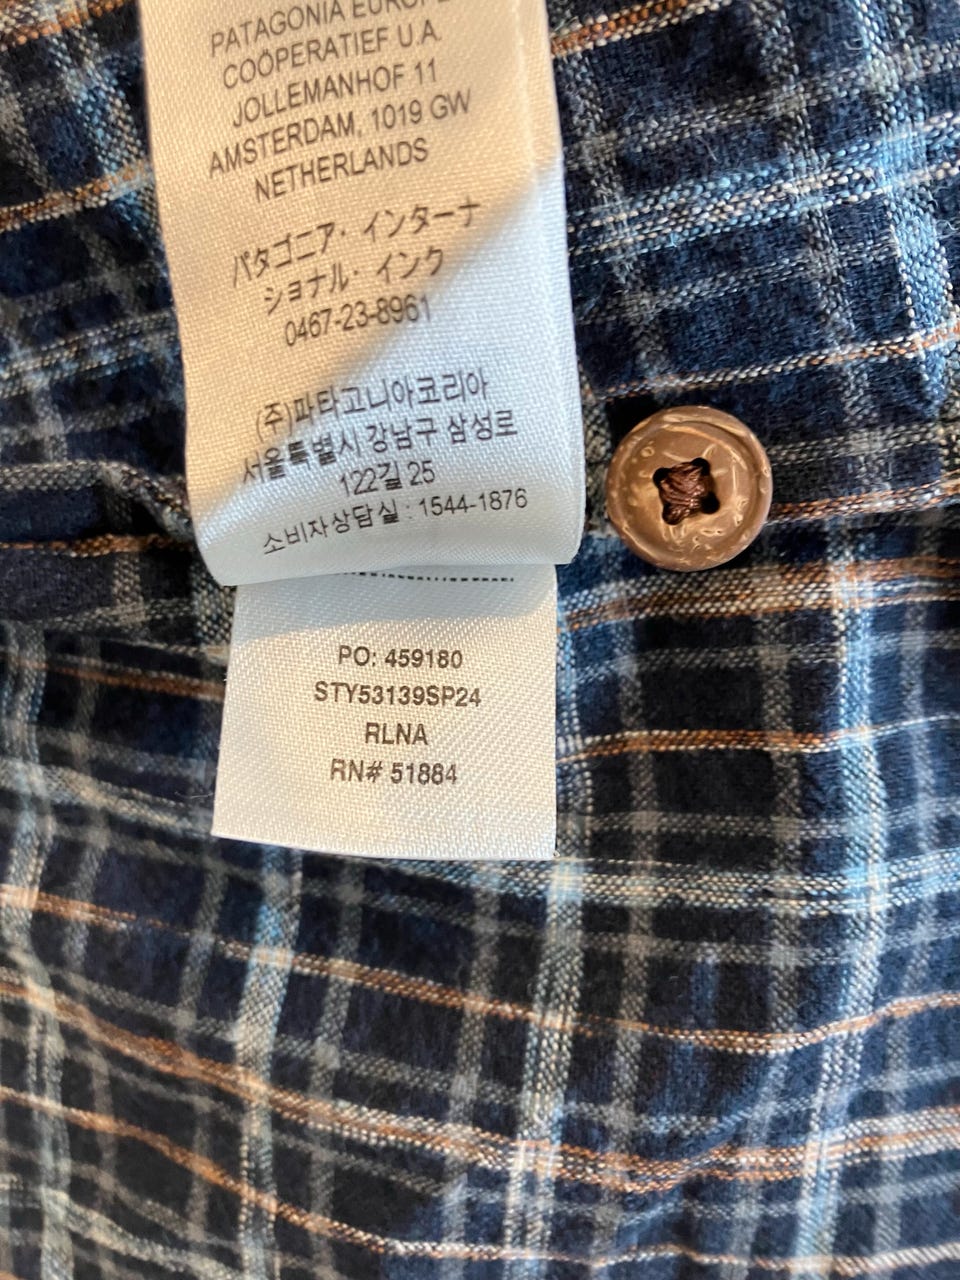 PATAGONIA EUROPE
COÖPERATIEF U.A.
JOLLEMANHOF 11
AMSTERDAM, 1019 GW
NETHERLANDS
パタゴニア・インターナ
ショナル・インク
0467-23-8961
(주)파타고니아코리아
서울특별시 강남구 삼성로
122길 25
소비자상담실 : 1544-1876
PO: 459180
STY53139SP24
RLNA
RN# 51884